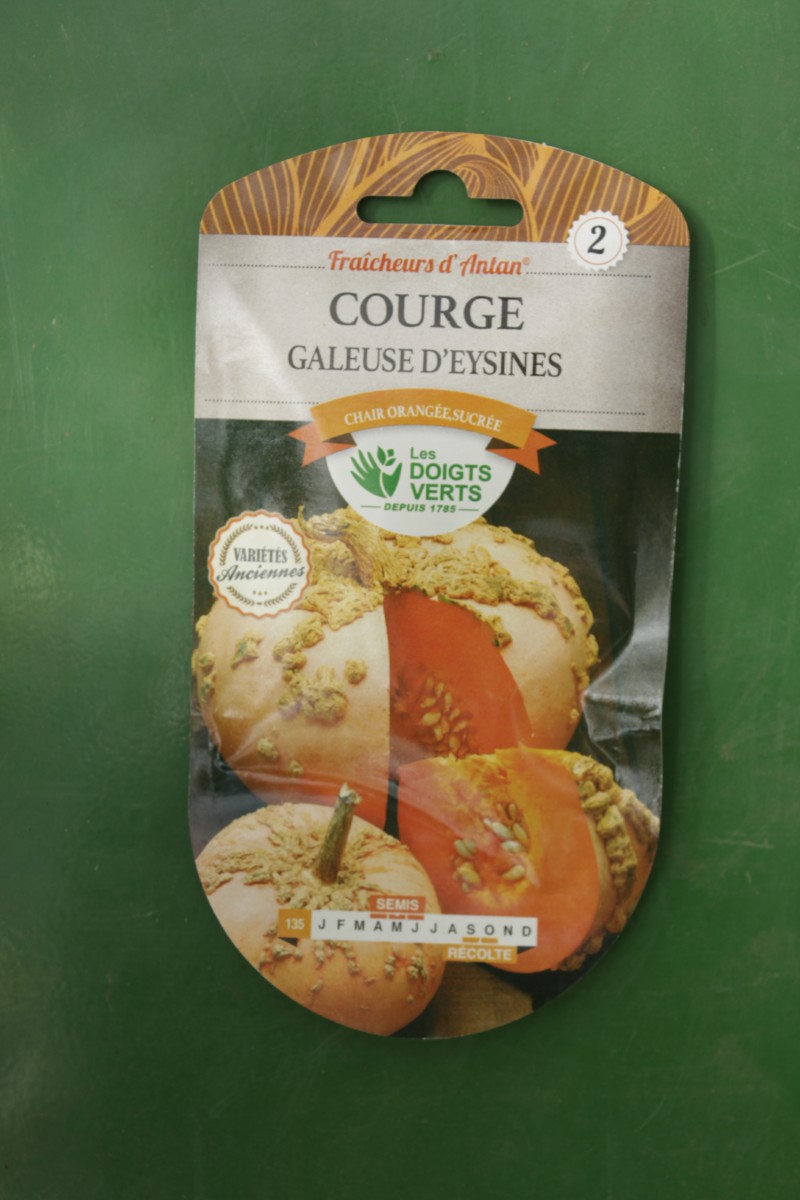 2
Fraîcheurs d'Antan®
COURGE
GALEUSE D'EYSINES
CHAIR ORANGÉE,SUCRÉE
Les
DOIGTS
VERTS
DEPUIS 1785
VARIÉTÉS
Anciennes
SEMIS
135 J F M A M J J A S O N D
RÉCOLTE